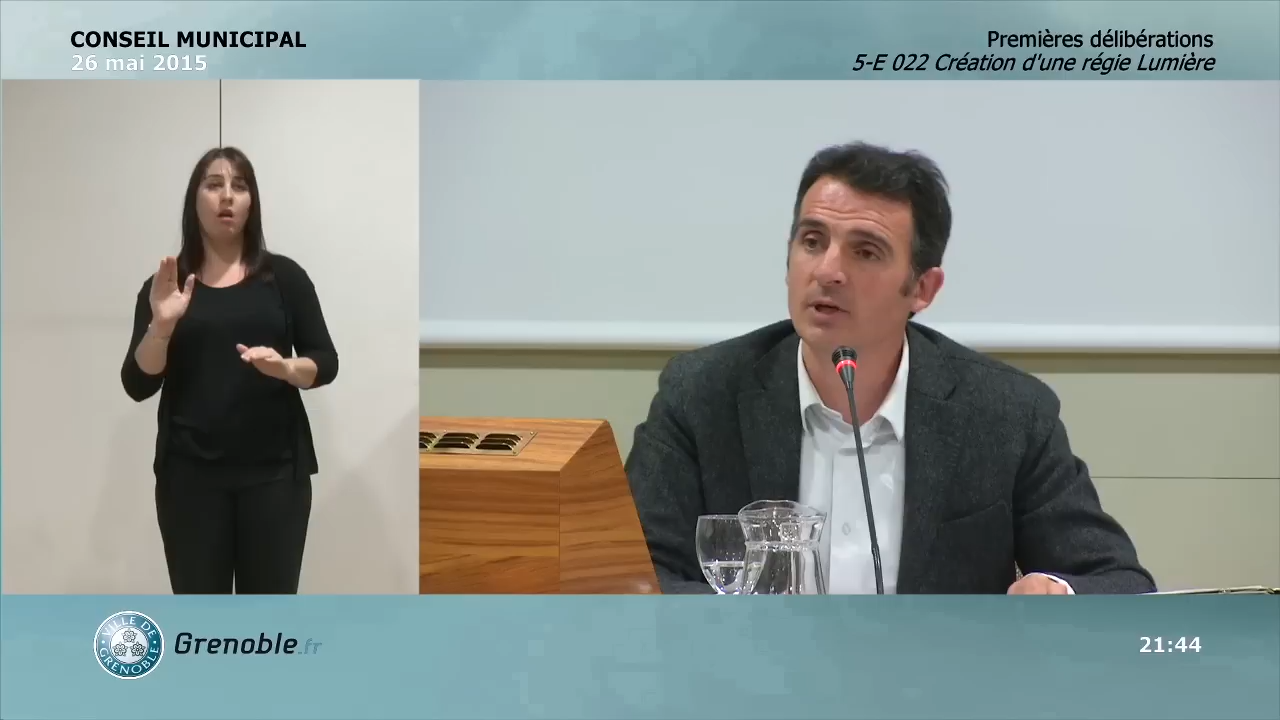 CONSEIL MUNICIPAL
26 mai 2015
Premières délibérations
5-E 022 Création d'une régie Lumière
VILLE DE
GRENOBLE
Grenoble.fr
21:44